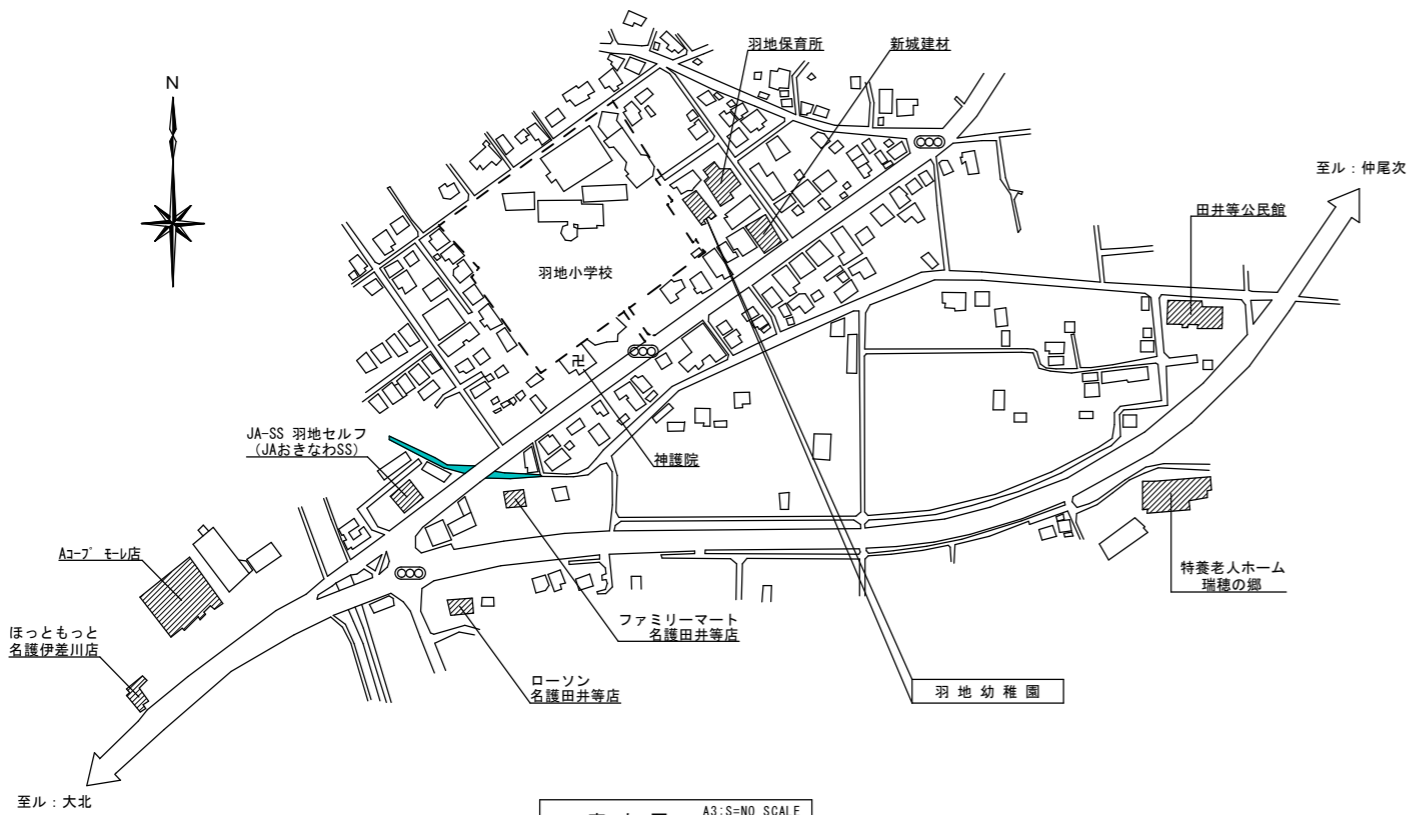 羽地保育所
新城建材
N
至ル：仲尾次
田井等公民館
羽地小学校
卍
JA-SS 羽地セルフ
（JAおきなわSS）
神護院
Aコープ モーレ店
特養老人ホーム
瑞穂の郷
ファミリーマート
名護田井等店
ほっともっと
名護伊差川店
ローソン
名護田井等店
羽地幼稚園
至ル：大北
A3:S=NO SCALE